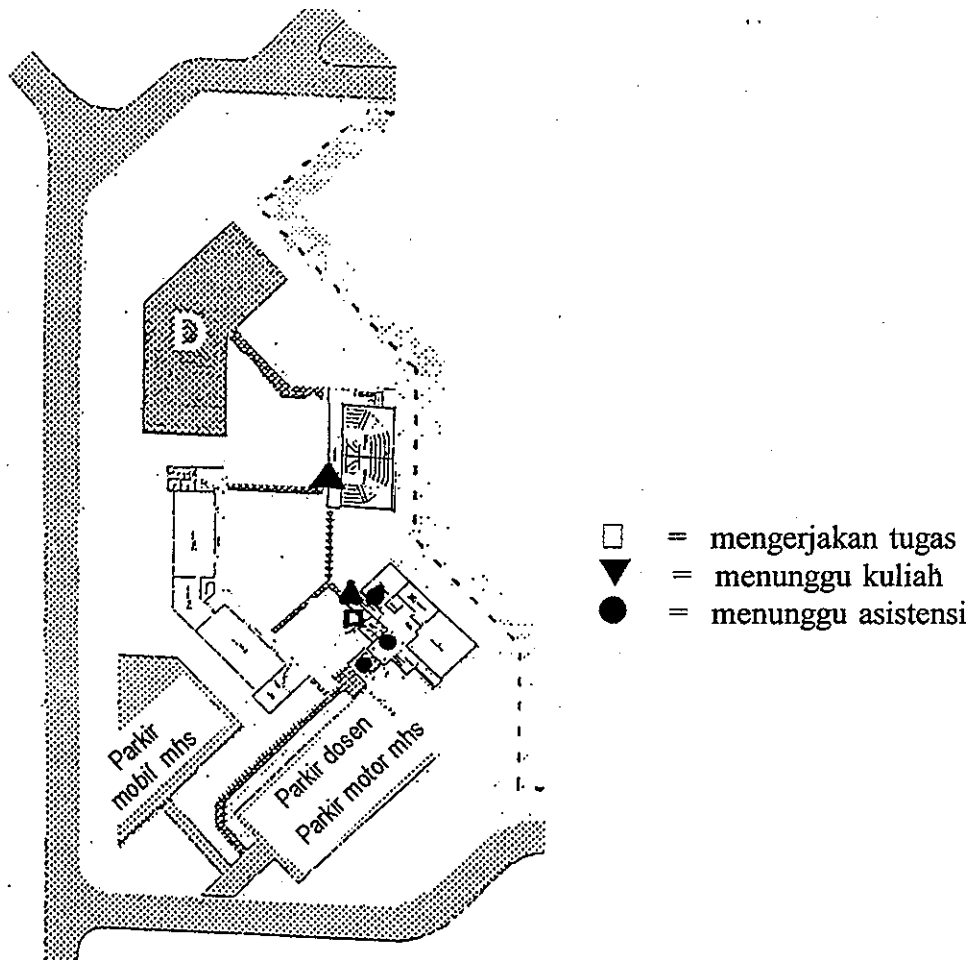 D
□ = mengerjakan tugas
▼ = menunggu kuliah
● = menunggu asistensi
Parkir
mobil mhs
Parkir dosen
Parkir motor mhs